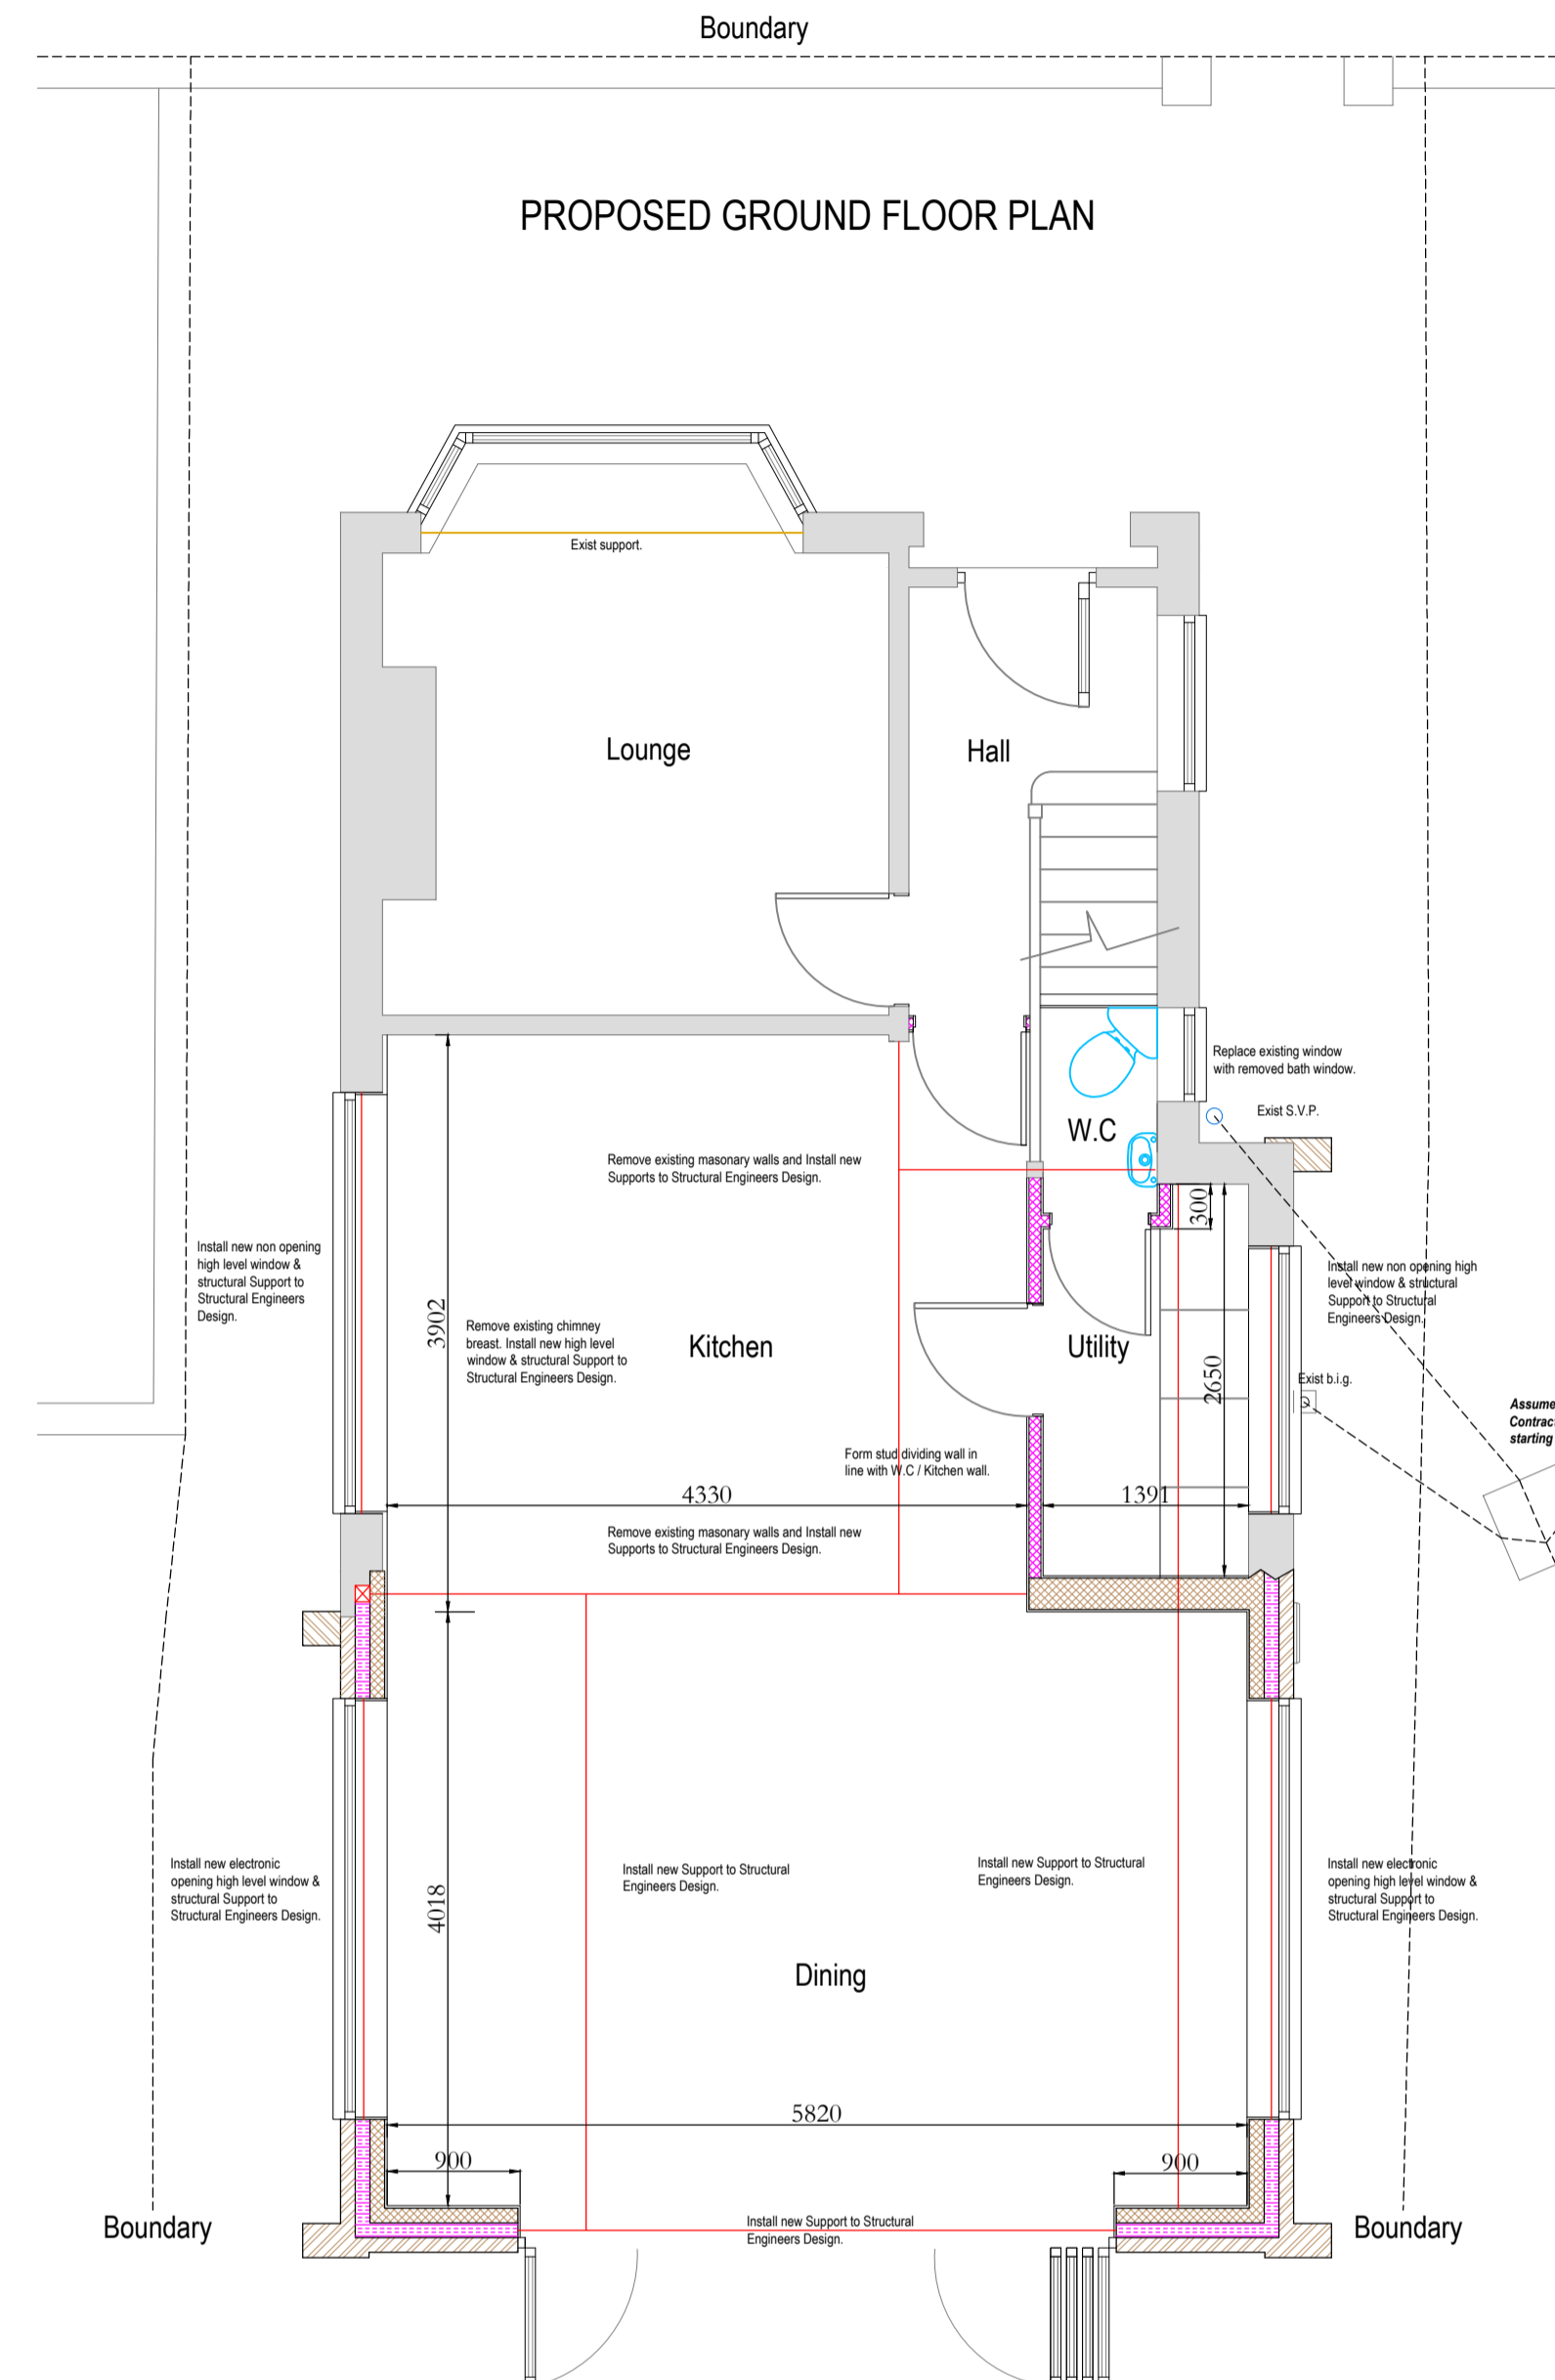 Boundary
PROPOSED GROUND FLOOR PLAN
Exist support.
Lounge
Hall
Replace existing window
with removed bath window.
Exist S.V.P.
W.C
Remove existing masonary walls and Install new
Supports to Structural Engineers Design.
300
Install new non opening
high level window &
structural Support to
Structural Engineers
Design.
Install new non opening high
level window & structural
Support to Structural
Engineers Design.
3902
Remove existing chimney
breast. Install new high level
window & structural Support to
Structural Engineers Design.
Kitchen
Utility
2650
Exist b.i.g.
Assume
Contract
starting
Form stud dividing wall in
line with W.C / Kitchen wall.
4330
1391
Remove existing masonary walls and Install new
Supports to Structural Engineers Design.
Install new electronic
opening high level window &
structural Support to
Structural Engineers Design.
4018
Install new Support to Structural
Engineers Design.
Install new Support to Structural
Engineers Design.
Install new electronic
opening high level window &
structural Support to
Structural Engineers Design.
Dining
5820
900
900
Boundary
Install new Support to Structural
Engineers Design.
Boundary